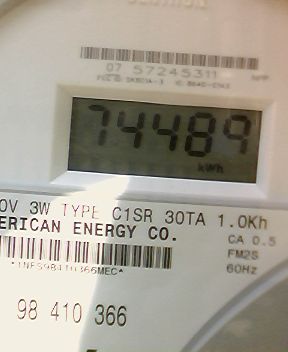 07 57245311
74489
kWh
0V 3W TYPE C1SR 30TA 1.0Kh
ERICAN ENERGY CO.
CA 0.5
FM2S
60Hz
98 410 366